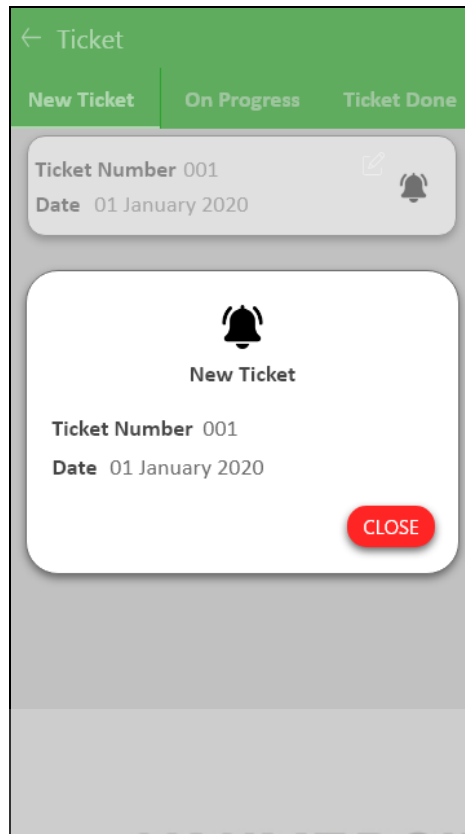 Ticket
New Ticket On Progress Ticket Done
Ticket Number 001
Date 01 January 2020
New Ticket
Ticket Number 001
Date 01 January 2020
CLOSE